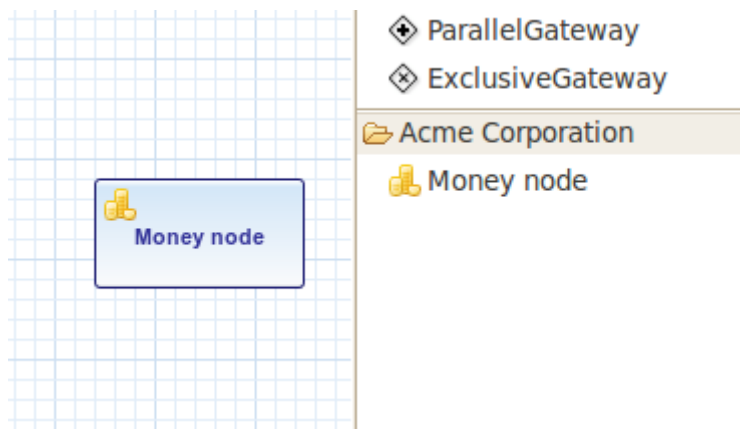 ParallelGateway
ExclusiveGateway
Acme Corporation
Money node
Money node